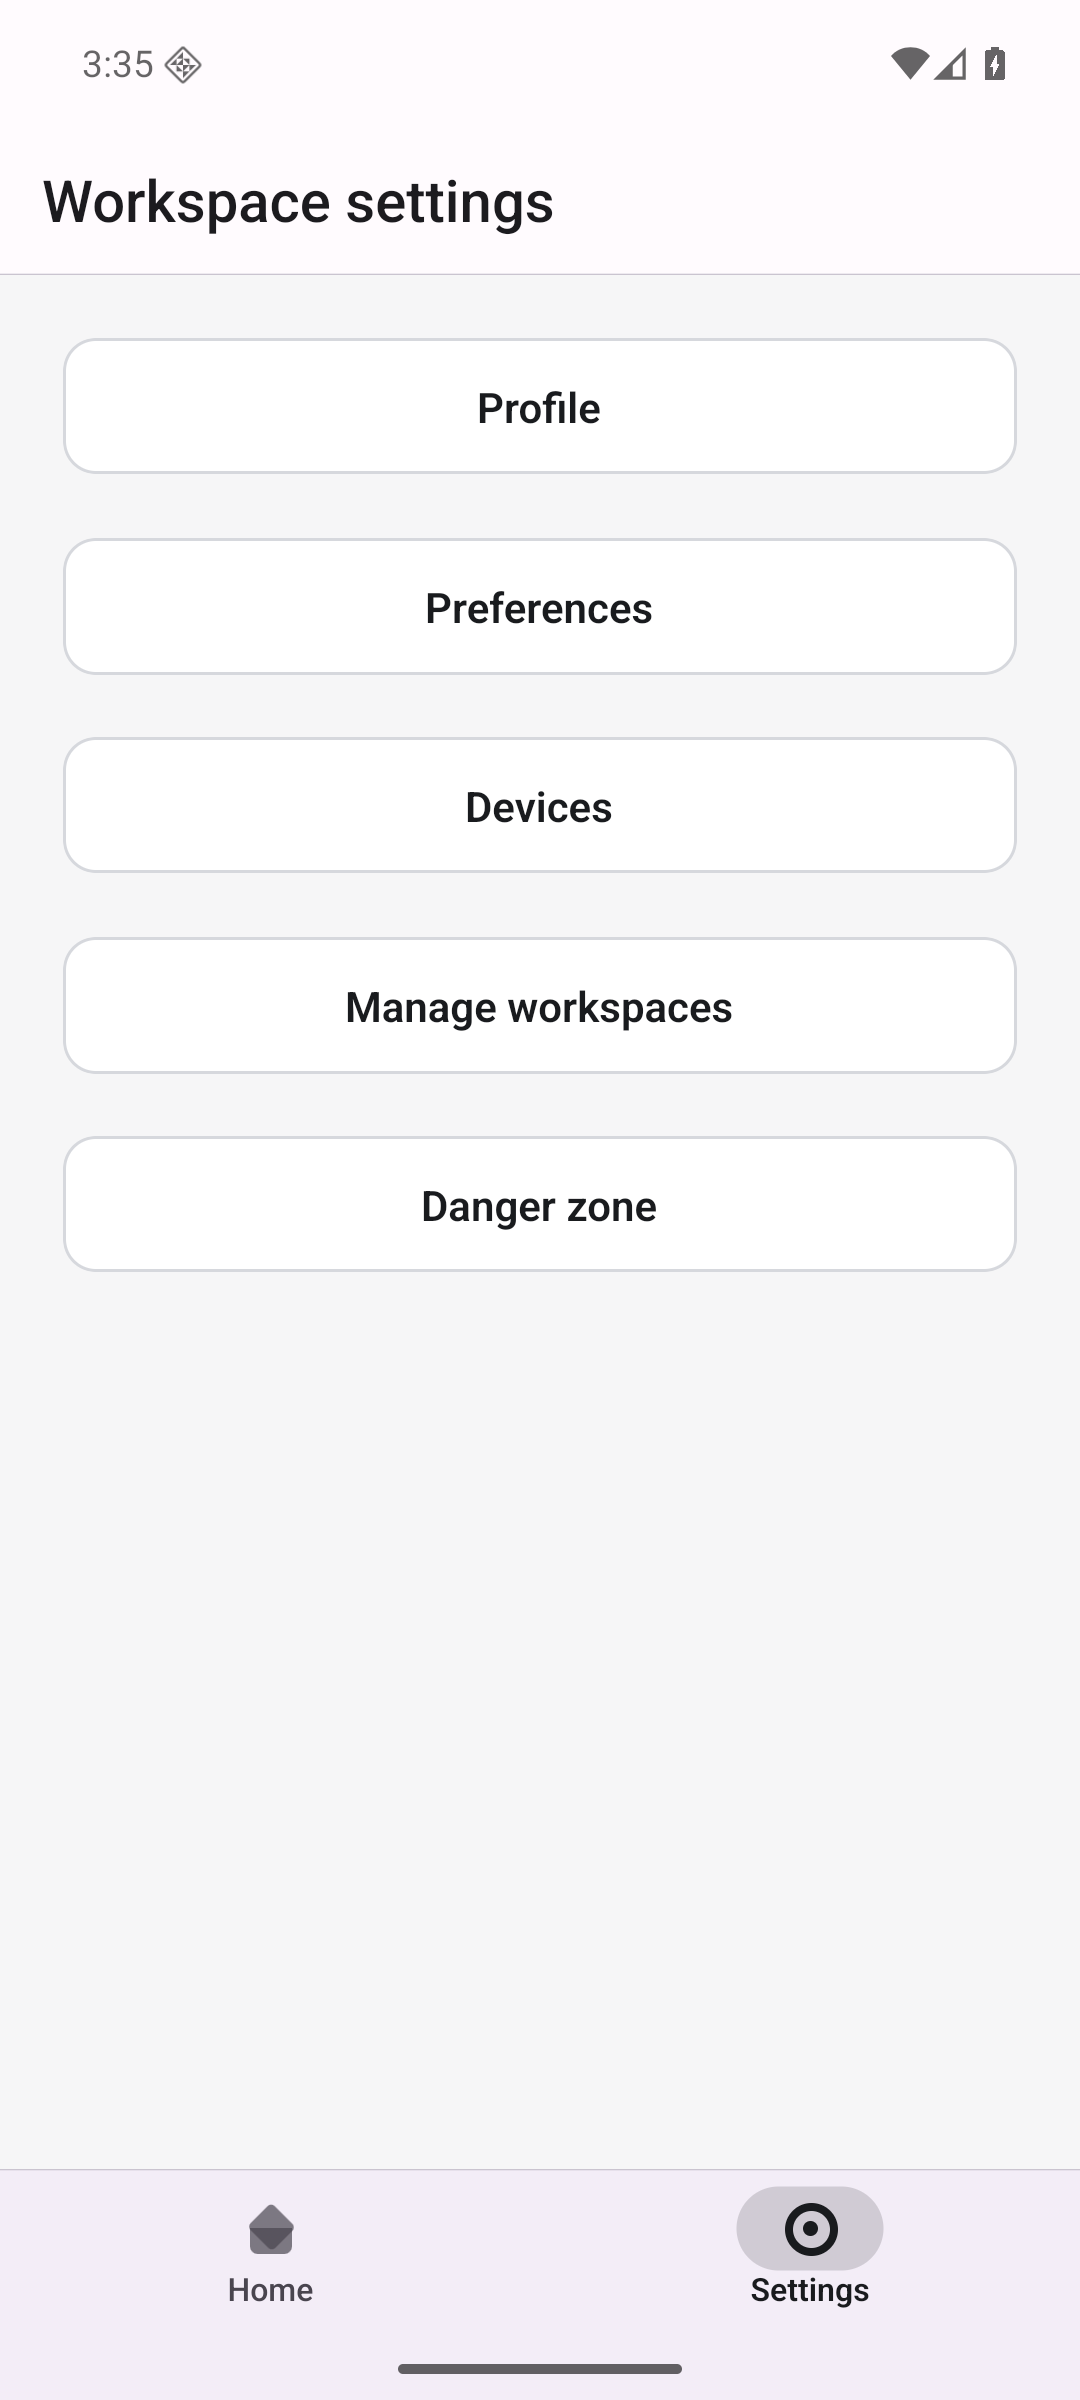 3:35
Workspace settings
Profile
Preferences
Devices
Manage workspaces
Danger zone
Home
Settings